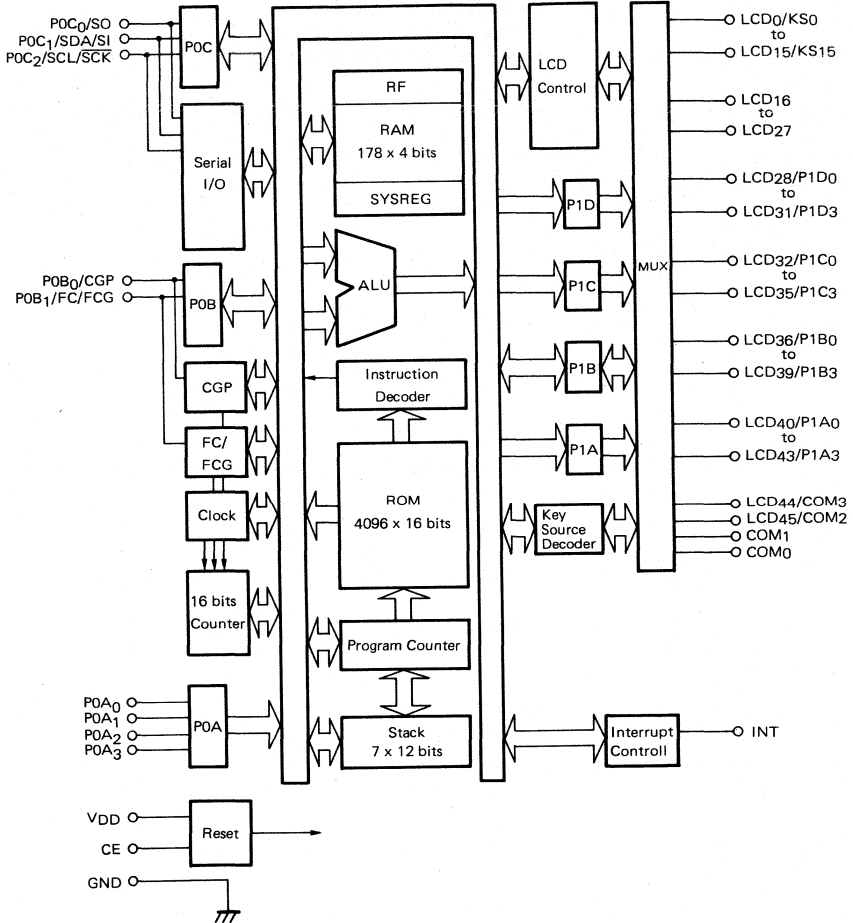 P0C0/SO
P0C1/SDA/SI
P0C2/SCL/SCK
P0C
Serial
I/O
P0B0/CGP
P0B1/FC/FCG
P0B
CGP
FC/
FCG
Clock
16 bits
Counter
P0A0
P0A1
P0A2
P0A3
P0A
VDD
CE
Reset
GND
RF
RAM
178 x 4 bits
SYSREG
ALU
Instruction
Decoder
ROM
4096 x 16 bits
Program Counter
Stack
7 x 12 bits
LCD
Control
P1D
P1C
P1B
P1A
Key
Source
Decoder
MUX
Interrupt
Controll
LCD0/KS0
to
LCD15/KS15
LCD16
to
LCD27
LCD28/P1D0
to
LCD31/P1D3
LCD32/P1C0
to
LCD35/P1C3
LCD36/P1B0
to
LCD39/P1B3
LCD40/P1A0
to
LCD43/P1A3
LCD44/COM3
LCD45/COM2
COM1
COM0
INT